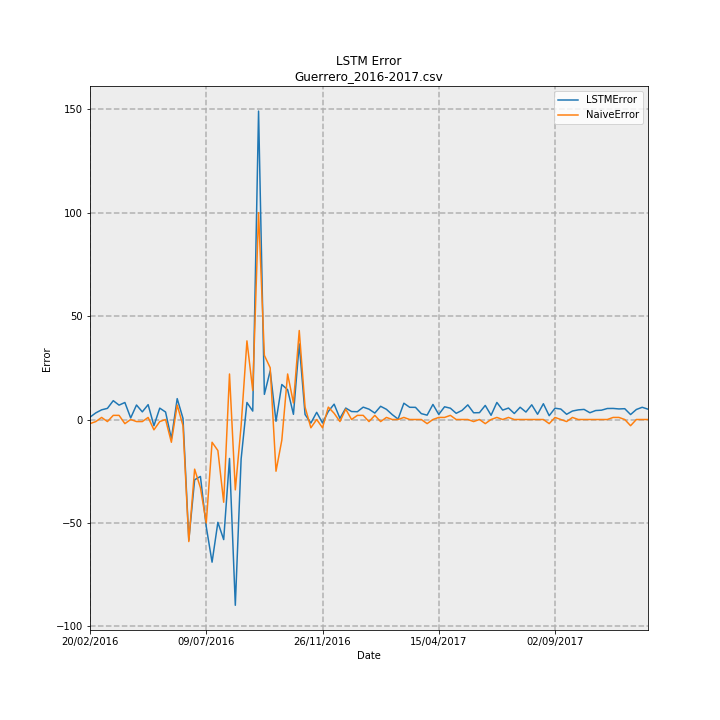 LSTM Error
Guerrero_2016-2017.csv
LSTMError
NaiveError
150
100
50
0
−50
−100
Error
20/02/2016 09/07/2016 26/11/2016 15/04/2017 02/09/2017
Date